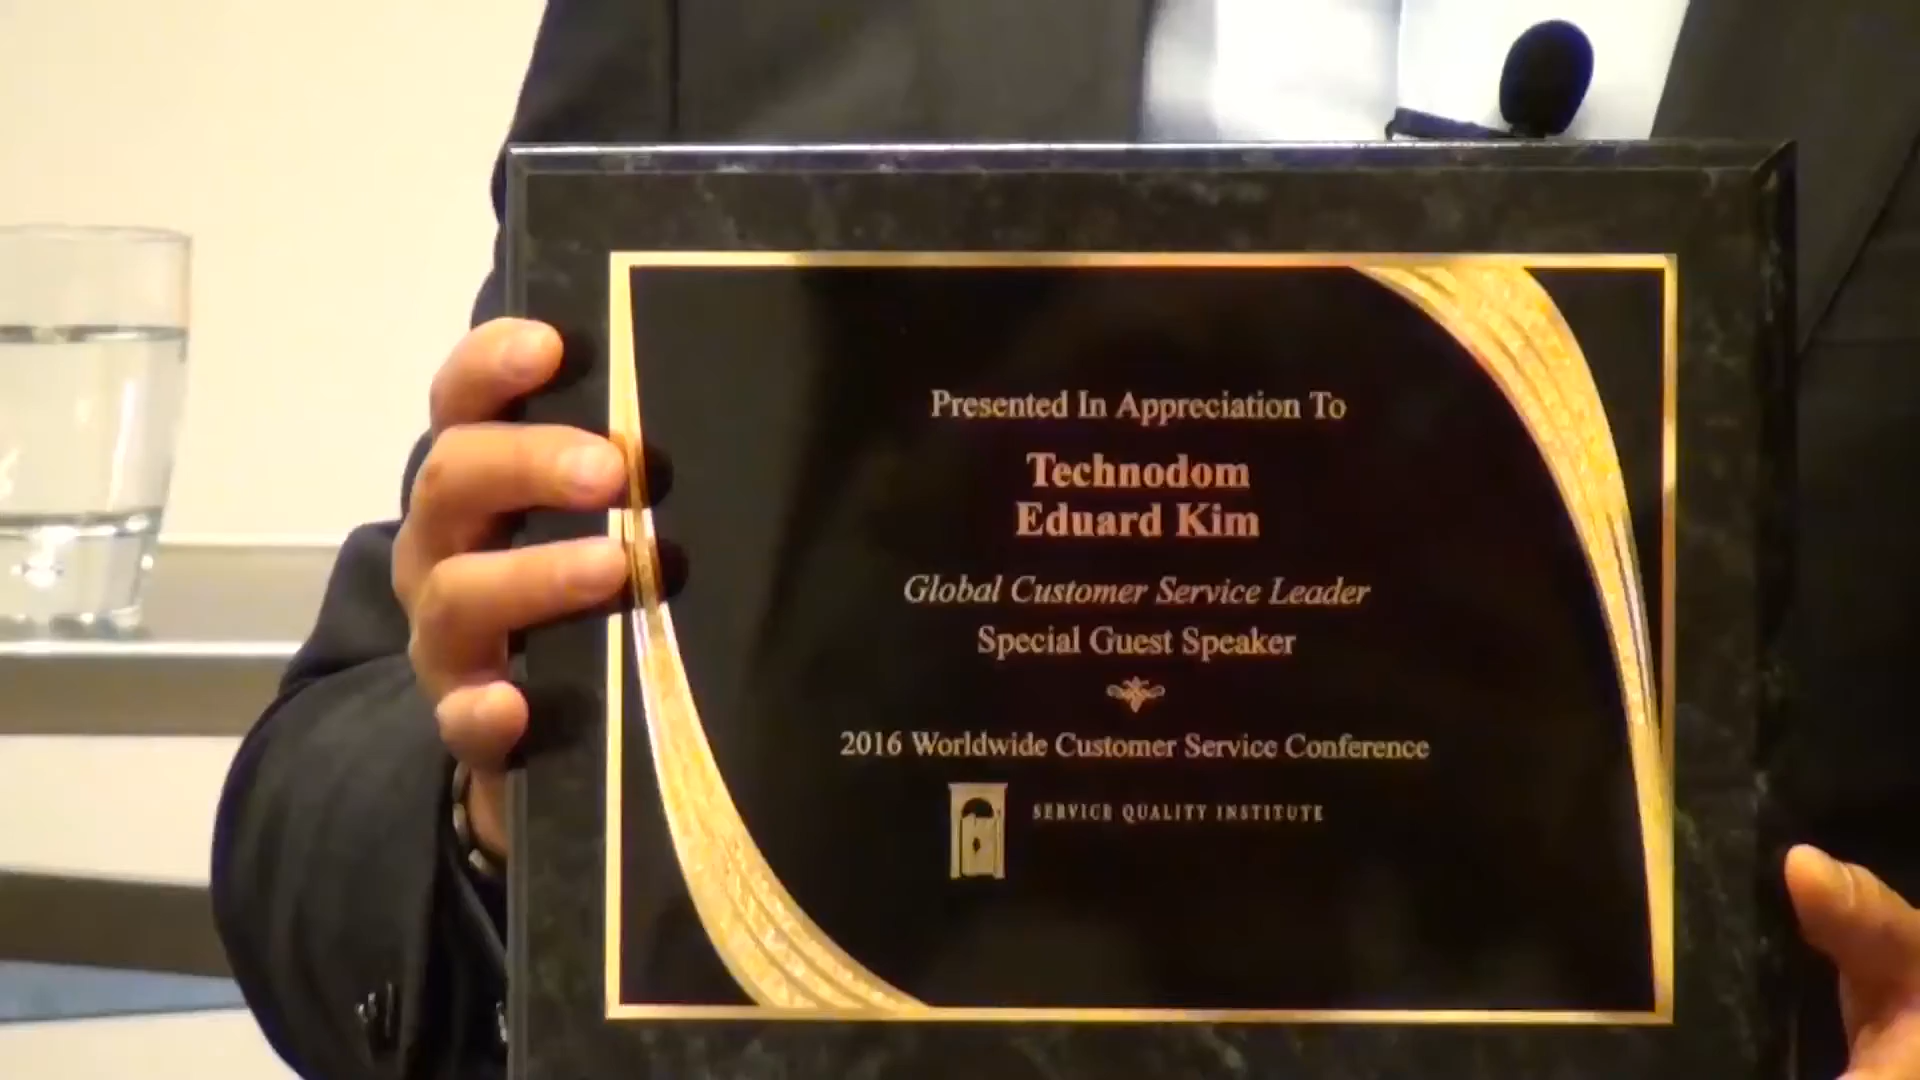 Presented In Appreciation To
Technodom
Eduard Kim
Global Customer Service Leader
Special Guest Speaker
2016 Worldwide Customer Service Conference
SERVICE QUALITY INSTITUTE